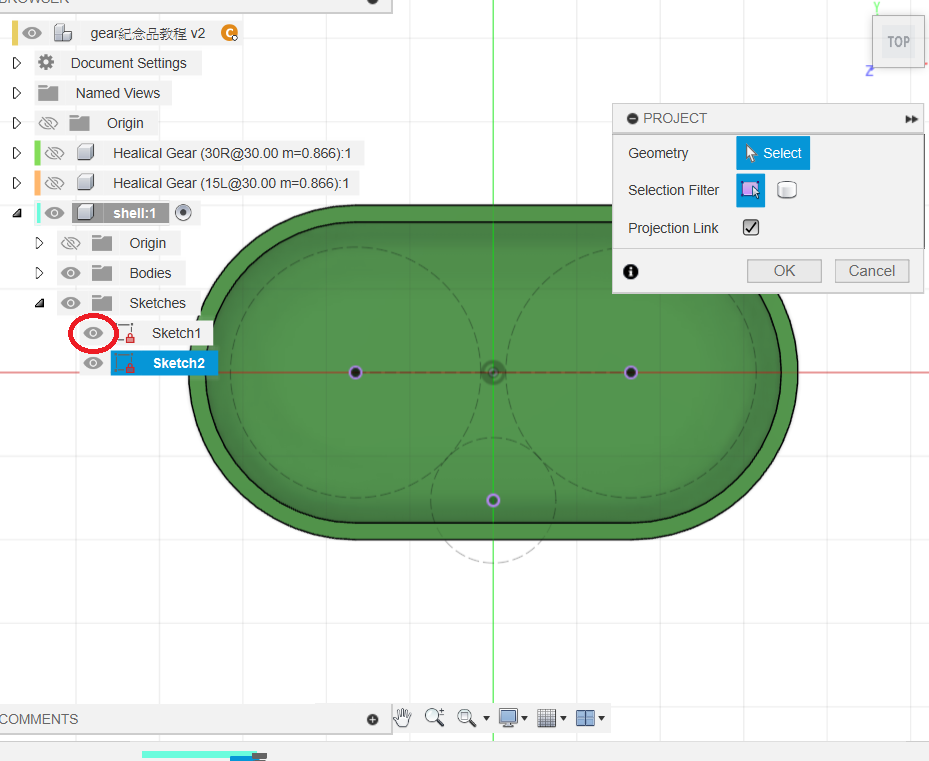 BROWSER
gear紀念品教程 v2
Document Settings
Named Views
Origin
Healical Gear (30R@30.00 m=0.866):1
Healical Gear (15L@30.00 m=0.866):1
shell:1
Origin
Bodies
Sketches
Sketch1
Sketch2
Y
TOP
Z
PROJECT
Geometry
Select
Selection Filter
Projection Link
OK
Cancel
COMMENTS